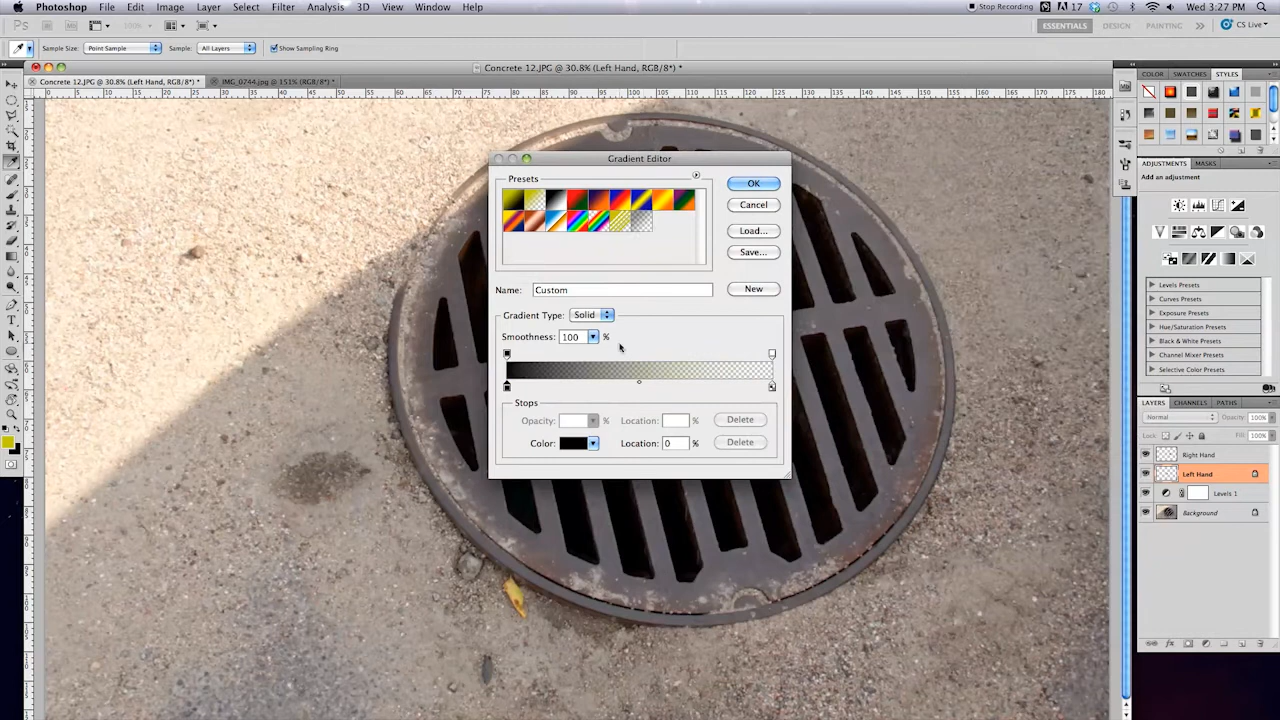 Photoshop File Edit Image Layer Select Filter Analysis 3D View Window Help Stop Recording 17 Wed 3:27 PM
Ps 100% ESSENTIALS DESIGN PAINTING >> CS Live
Sample Size: Point Sample Sample: All Layers Show Sampling Ring
Concrete 12.JPG @ 30.8% (Left Hand, RGB/8*) *
Concrete 12.JPG @ 30.8% (Left Hand, RGB/8*) * IMG_0744.jpg @ 151% (RGB/8*) *
COLOR SWATCHES STYLES
Gradient Editor
Presets
OK
Cancel
Load...
Save...
Name: Custom New
Gradient Type: Solid
Smoothness: 100 %
Stops
Opacity: % Location: % Delete
Color: Location: 0 % Delete
ADJUSTMENTS MASKS
Add an adjustment
Levels Presets
Curves Presets
Exposure Presets
Hue/Saturation Presets
Black & White Presets
Channel Mixer Presets
Selective Color Presets
LAYERS CHANNELS PATHS
Normal Opacity: 100%
Lock: Fill: 100%
Right Hand
Left Hand
Levels 1
Background